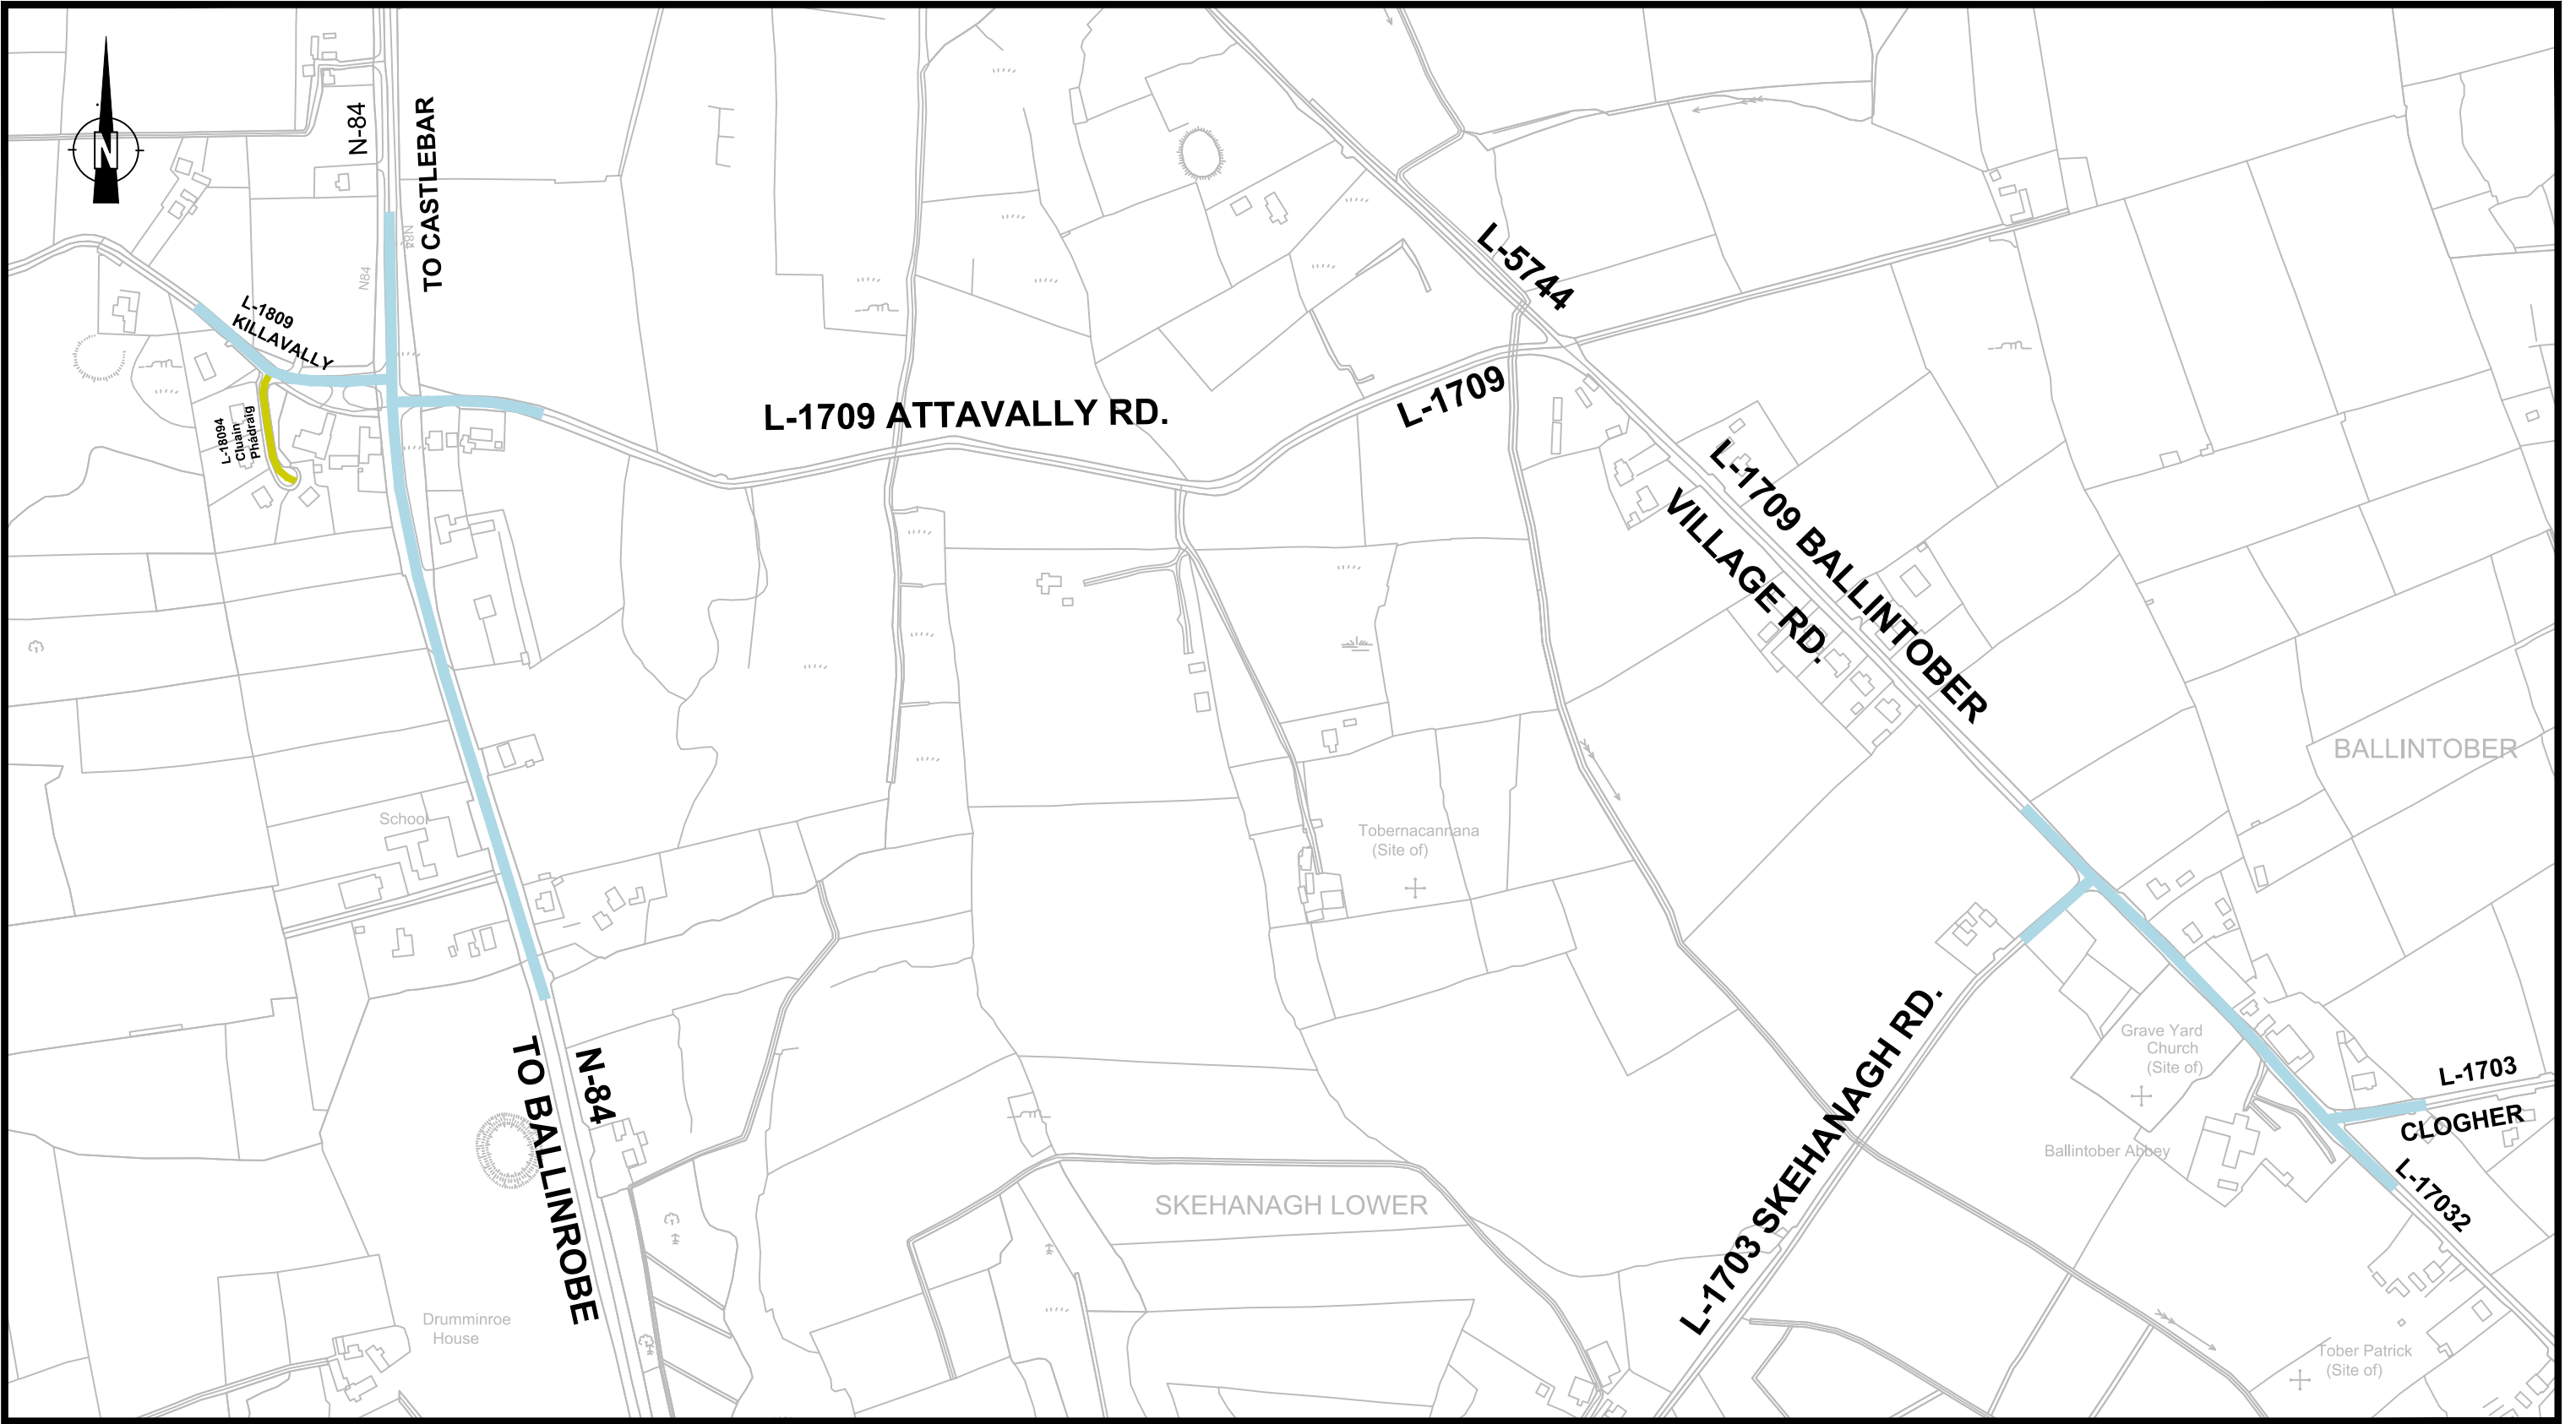 N
N-84
TO CASTLEBAR
N84
N84
L-1809
KILLAVALLY
L-18094
Cluain
Phádraig
L-1709 ATTAVALLY RD.
L-5744
L-1709
L-1709 BALLINTOBER
VILLAGE RD.
BALLINTOBER
School
Tobernacannana
(Site of)
L-1703 SKEHANAGH RD.
Grave Yard
Church
(Site of)
L-1703
CLOGHER
Ballintober Abbey
L-17032
N-84
TO BALLINROBE
SKEHANAGH LOWER
Drumminroe
House
Tober Patrick
(Site of)